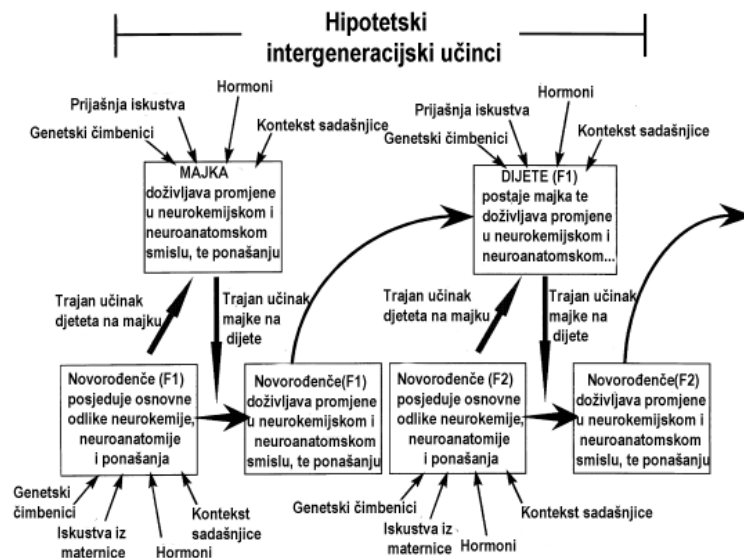 Hipotetski
intergeneracijski učinci
Hormoni
Prijašnja iskustva
Genetski čimbenici
Kontekst sadašnjice
MAJKA
doživljava promjene
u neurokemijskom i
neuroanatomskom
smislu, te ponašanju
Hormoni
Prijašnja iskustva
Genetski čimbenici
Kontekst sadašnjice
DIJETE (F1)
postaje majka te
doživljava promjene
u neurokemijskom i
neuroanatomskom...
Trajan učinak
djeteta na majku
Trajan učinak
majke na
dijete
Trajan učinak
djeteta na majku
Trajan učinak
majke na
dijete
Novorođenče (F1)
posjeduje osnovne
odlike neurokemije,
neuroanatomije
i ponašanja
Novorođenče(F1)
doživljava promjene
u neurokemijskom i
neuroanatomskom
smislu, te ponašanju
Novorođenče (F2)
posjeduje osnovne
odlike neurokemije,
neuroanatomije
i ponašanja
Novorođenče(F2)
doživljava promjene
u neurokemijskom i
neuroanatomskom
smislu, te ponašanju
Genetski
čimbenici
Iskustva iz
maternice
Hormoni
Kontekst
sadašnjice
Genetski čimbenici
Iskustva iz
maternice
Hormoni
Kontekst sadašnjice